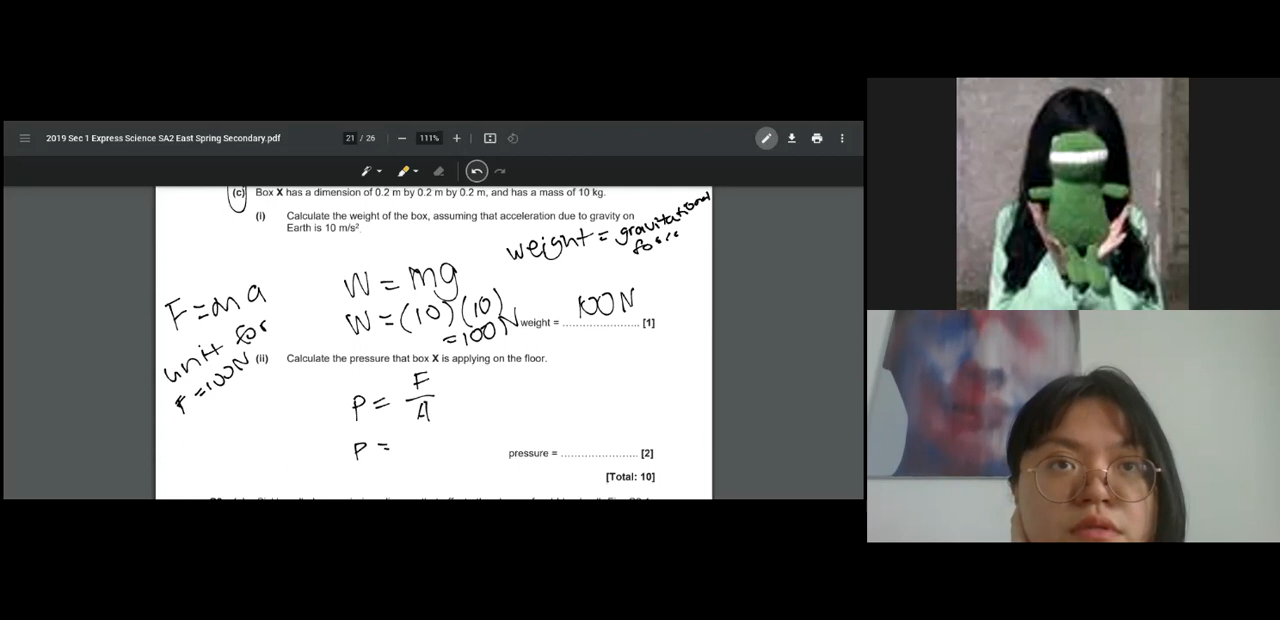 2019 Sec 1 Express Science SA2 East Spring Secondary.pdf
21 / 26
111%
(c) Box X has a dimension of 0.2 m by 0.2 m by 0.2 m, and has a mass of 10 kg.
(i) Calculate the weight of the box, assuming that acceleration due to gravity on
Earth is 10 m/s².
weight = gravitational
force
F = ma
unit for
F = 100N
W = mg
W = (10)(10)
= 100N
weight = .................... [1]
100N
(ii) Calculate the pressure that box X is applying on the floor.
P = F
A
P =
pressure = .................... [2]
[Total: 10]